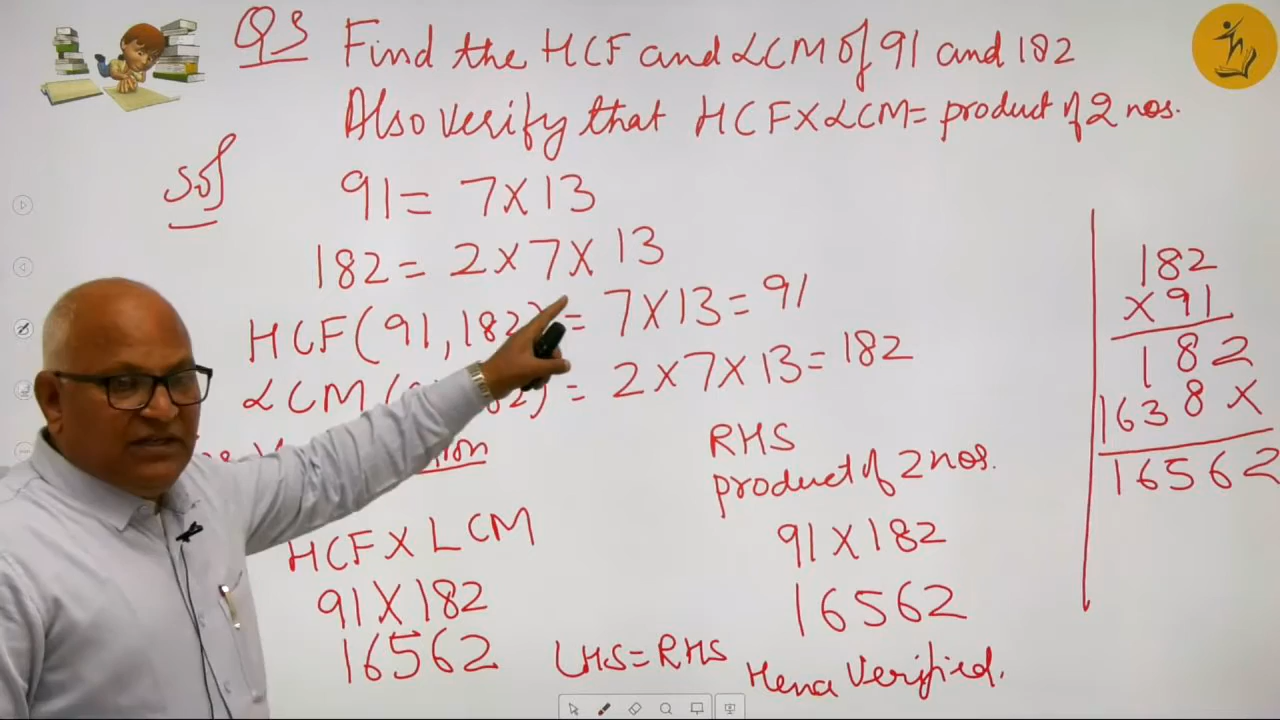 Q3 Find the HCF and LCM of 91 and 182
Also verify that HCF X LCM = product of 2 nos.
Sol
91 = 7 X 13
182 = 2 X 7 X 13
HCF (91, 182) = 7 X 13 = 91
LCM ( 82) = 2 X 7 X 13 = 182
HCF X LCM
91 X 182
16562
RHS
product of 2 nos.
91 X 182
16562
LHS = RHS
Hence Verified.
182
X 91
182
1638X
16562